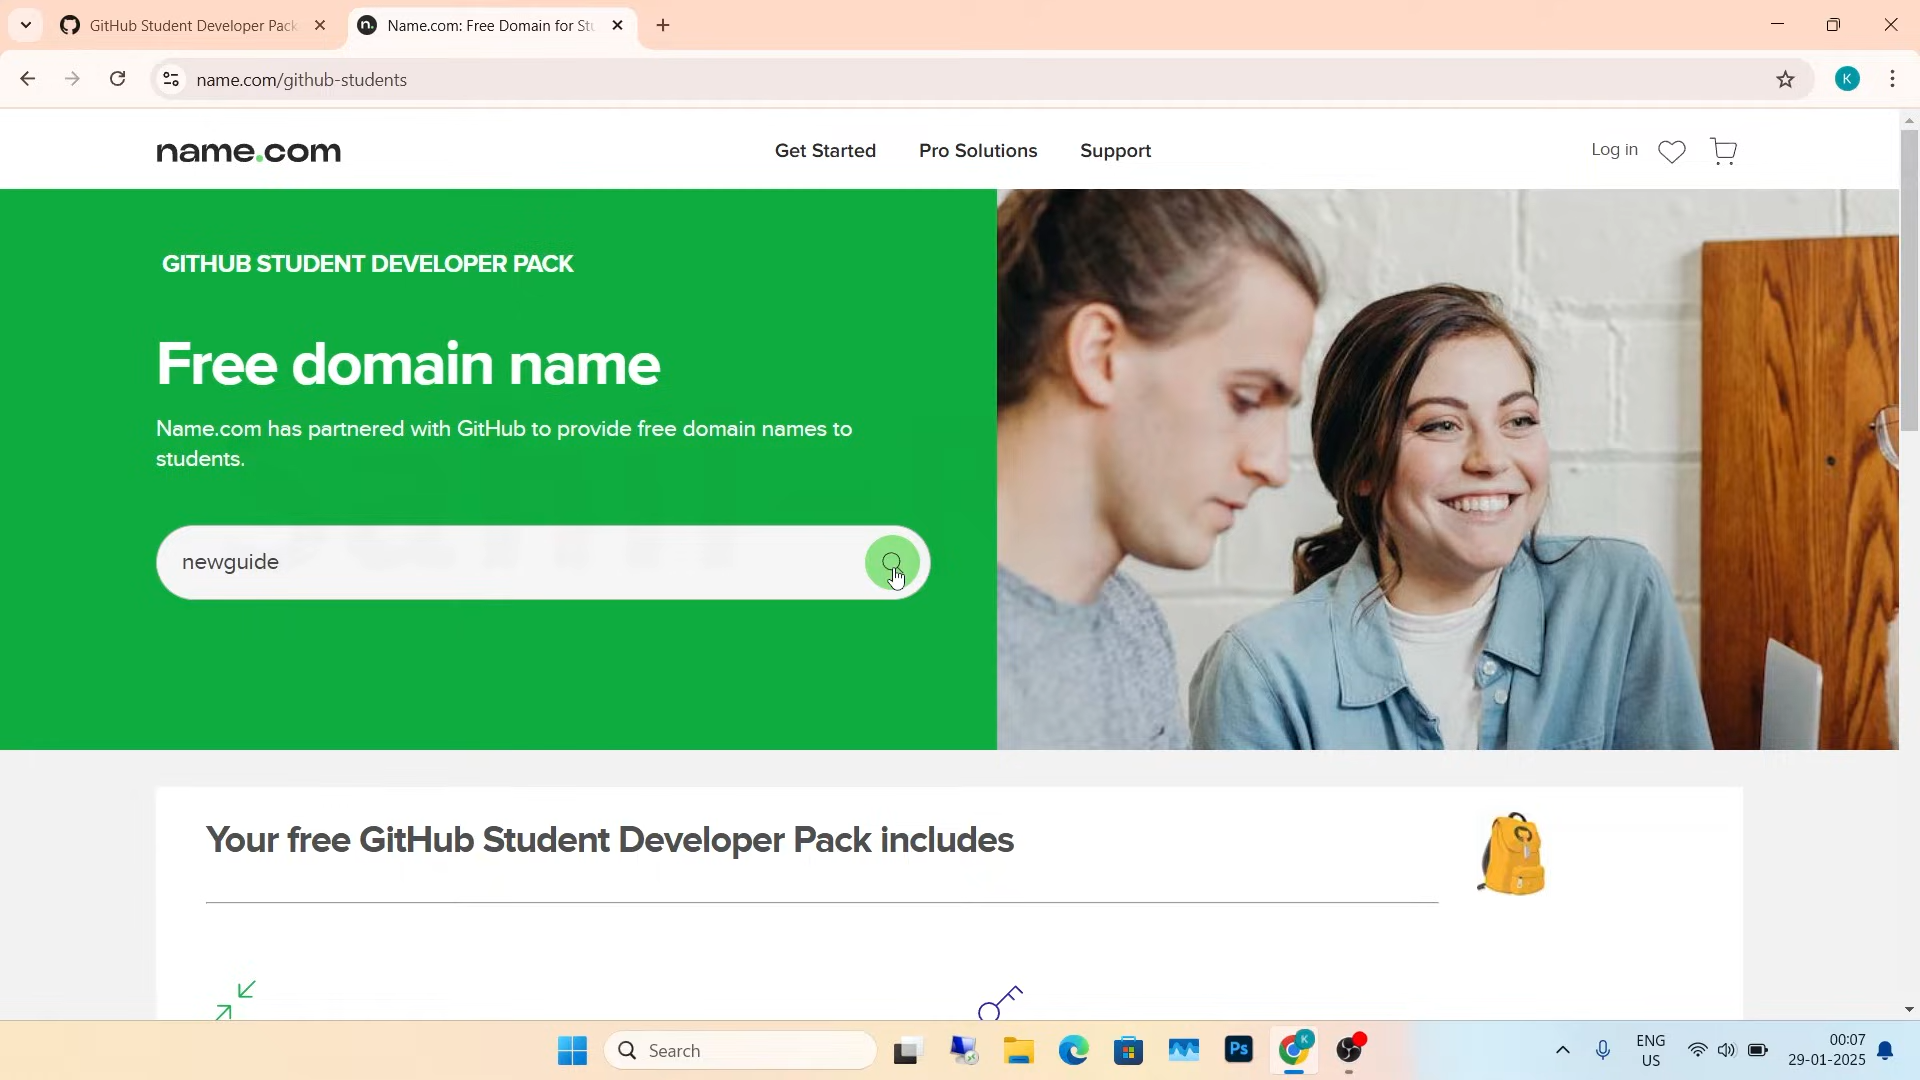 GitHub Student Developer Pack
Name.com: Free Domain for Stu
name.com/github-students
K
name.com
Get Started
Pro Solutions
Support
Log in
GITHUB STUDENT DEVELOPER PACK
Free domain name
Name.com has partnered with GitHub to provide free domain names to
students.
newguide
Your free GitHub Student Developer Pack includes
Search
Ps
K
ENG
US
00:07
29-01-2025